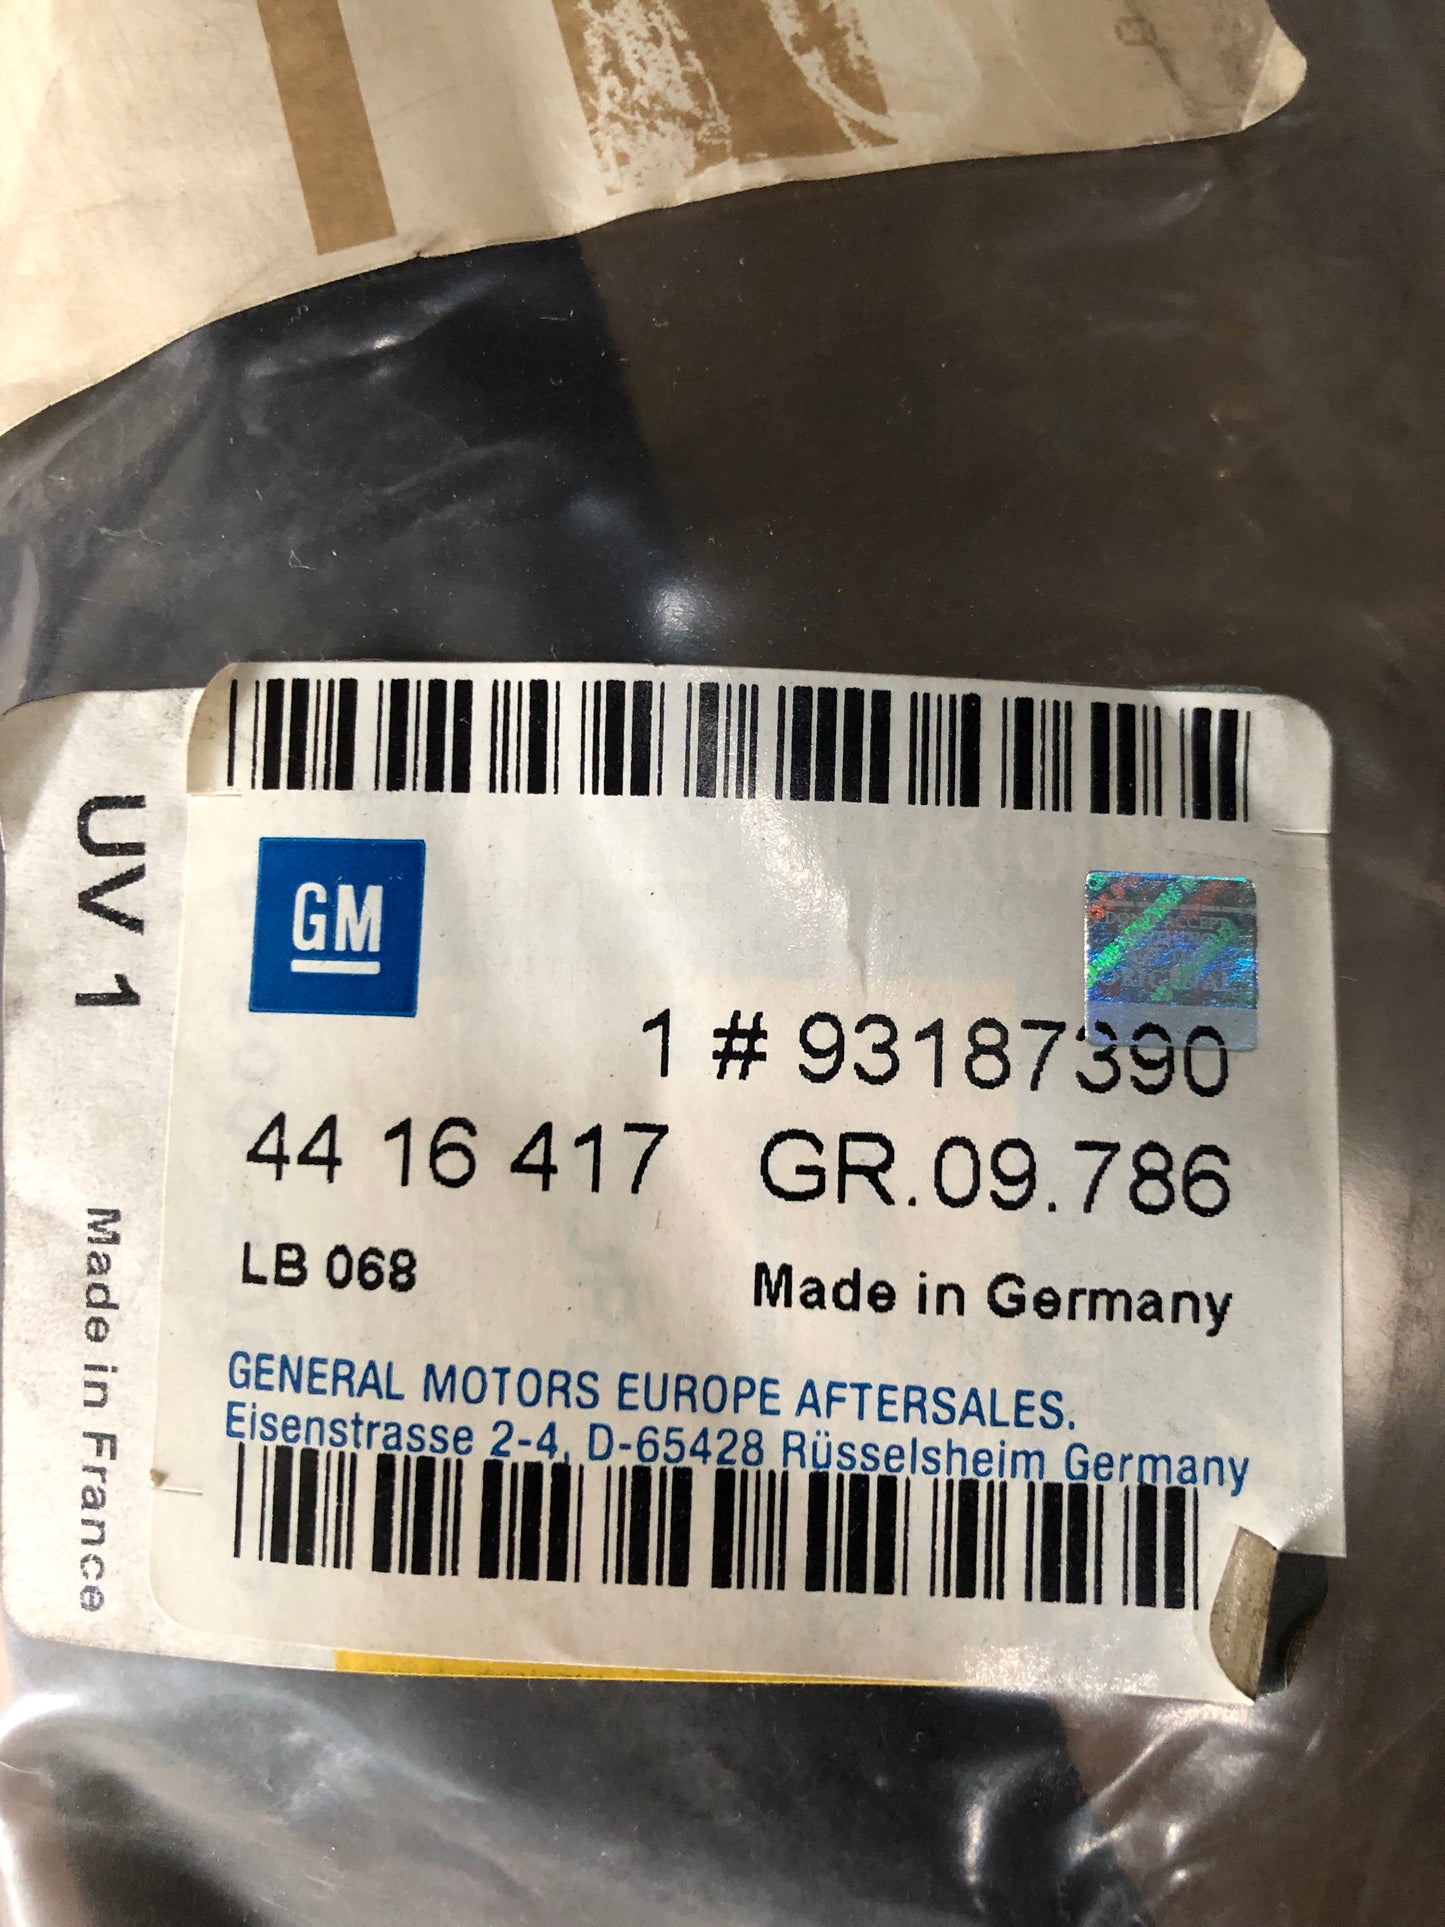 UV 1
Made in France
GM
ORIGINAL
1 # 93187390
44 16 417 GR.09.786
LB 068 Made in Germany
GENERAL MOTORS EUROPE AFTERSALES.
Eisenstrasse 2-4, D-65428 Rüsselsheim Germany